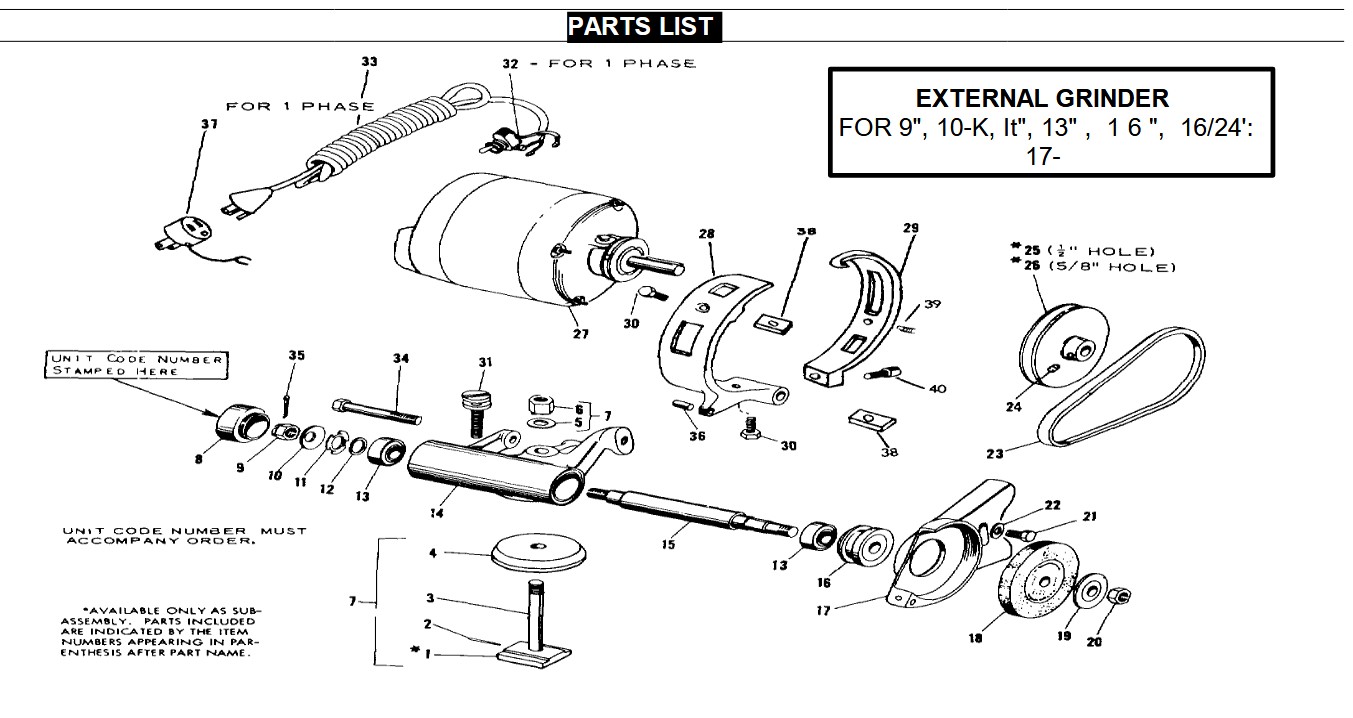 PARTS LIST
33
32 - FOR 1 PHASE
FOR 1 PHASE
37
EXTERNAL GRINDER
FOR 9", 10-K, It", 13" , 1 6 ", 16/24':
17-
28
38
29
*25 (½" HOLE)
*26 (5/8" HOLE)
27
30
39
40
24
23
UNIT CODE NUMBER
STAMPED HERE
35
34
31
6
5
7
36
30
38
8
9
10
11
12
13
14
15
13
16
17
22
21
18
19
20
UNIT CODE NUMBER MUST
ACCOMPANY ORDER.
4
3
7
2
*1
*AVAILABLE ONLY AS SUB-
ASSEMBLY. PARTS INCLUDED
ARE INDICATED BY THE ITEM
NUMBERS APPEARING IN PAR-
ENTHESIS AFTER PART NAME.